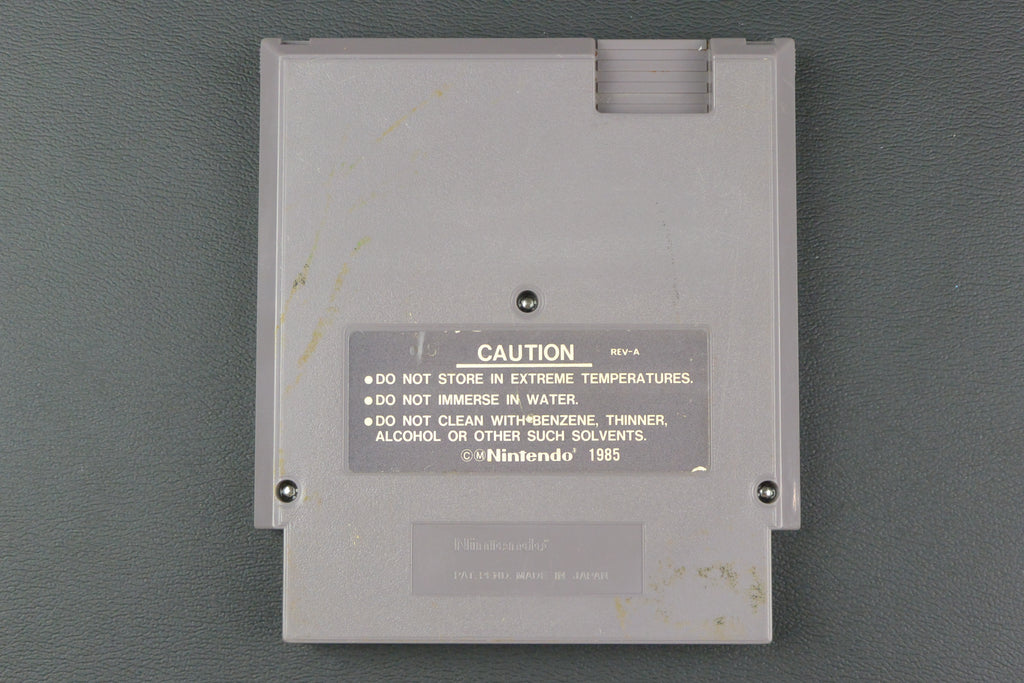 CAUTION REV-A
●DO NOT STORE IN EXTREME TEMPERATURES.
●DO NOT IMMERSE IN WATER.
●DO NOT CLEAN WITH BENZENE, THINNER,
ALCOHOL OR OTHER SUCH SOLVENTS.
©ⓂNintendo® 1985
Nintendo®
PAT. PEND. MADE IN JAPAN